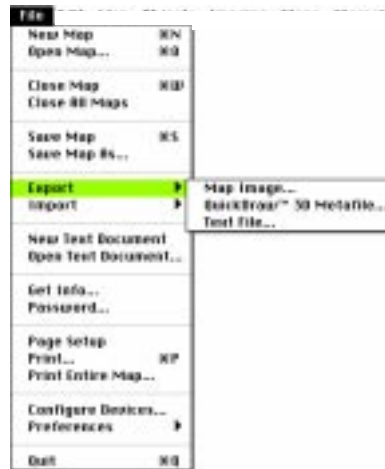 File
New Map ⌘N
Open Map... ⌘O
Close Map ⌘W
Close All Maps
Save Map ⌘S
Save Map As...
Export
Import
Map Image...
QuickDraw™ 3D Metafile...
Text File...
New Text Document
Open Text Document...
Get Info...
Password...
Page Setup
Print... ⌘P
Print Entire Map...
Configure Devices...
Preferences
Quit ⌘Q